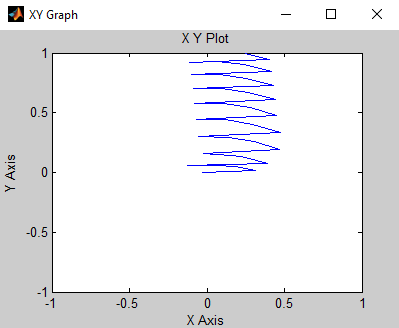 XY Graph
X Y Plot
1
0.5
0
-0.5
-1
Y Axis
-1 -0.5 0 0.5 1
X Axis